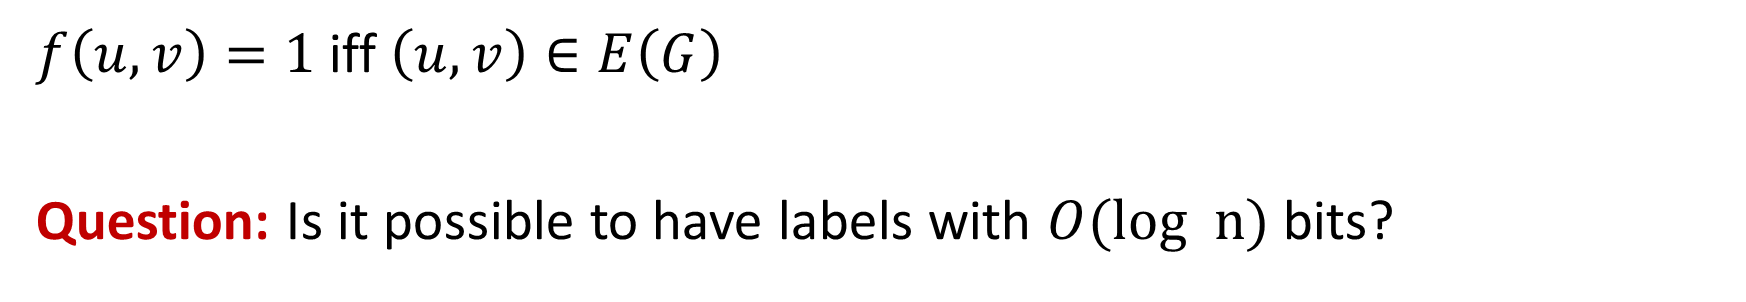 f(u, v) = 1 iff (u, v) ∈ E(G)
Question: Is it possible to have labels with O(log n) bits?